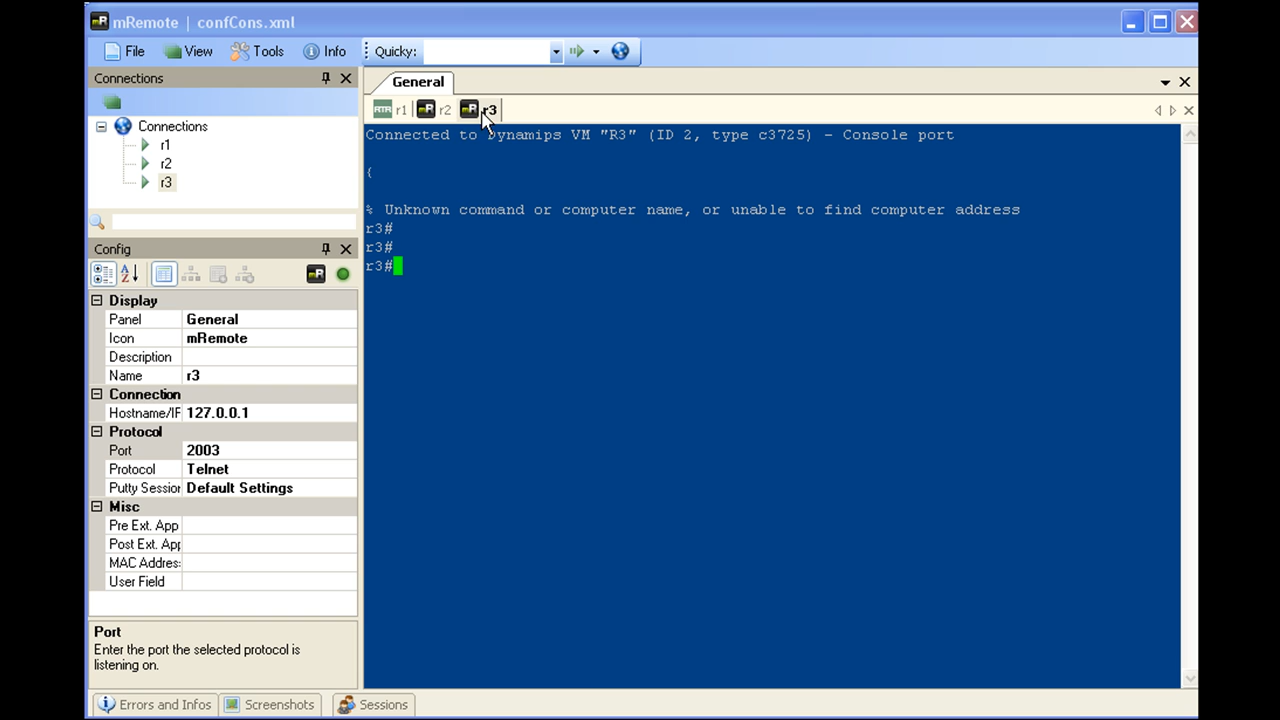 mRemote | confCons.xml
File View Tools Info Quicky:
Connections
General
r1 r2 r3
Connections
r1
r2
r3
Connected to Dynamips VM "R3" (ID 2, type c3725) - Console port
{
% Unknown command or computer name, or unable to find computer address
r3#
r3#
r3#
Config
Display
Panel General
Icon mRemote
Description
Name r3
Connection
Hostname/IP 127.0.0.1
Protocol
Port 2003
Protocol Telnet
Putty Session Default Settings
Misc
Pre Ext. App
Post Ext. App
MAC Address
User Field
Port
Enter the port the selected protocol is
listening on.
Errors and Infos Screenshots Sessions